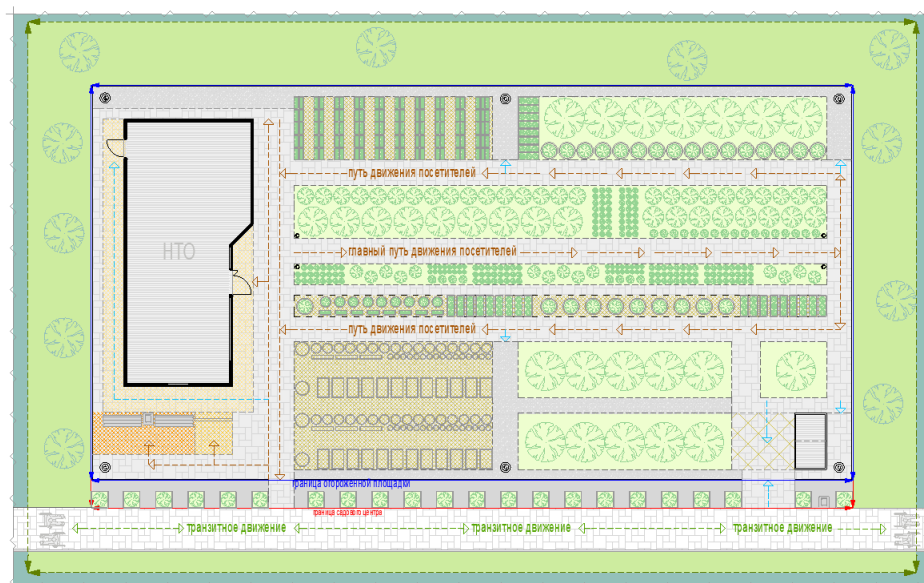 путь движения посетителей
НТО
главный путь движения посетителей
путь движения посетителей
граница огороженной площадки
граница садового центра
транзитное движение
транзитное движение
транзитное движение